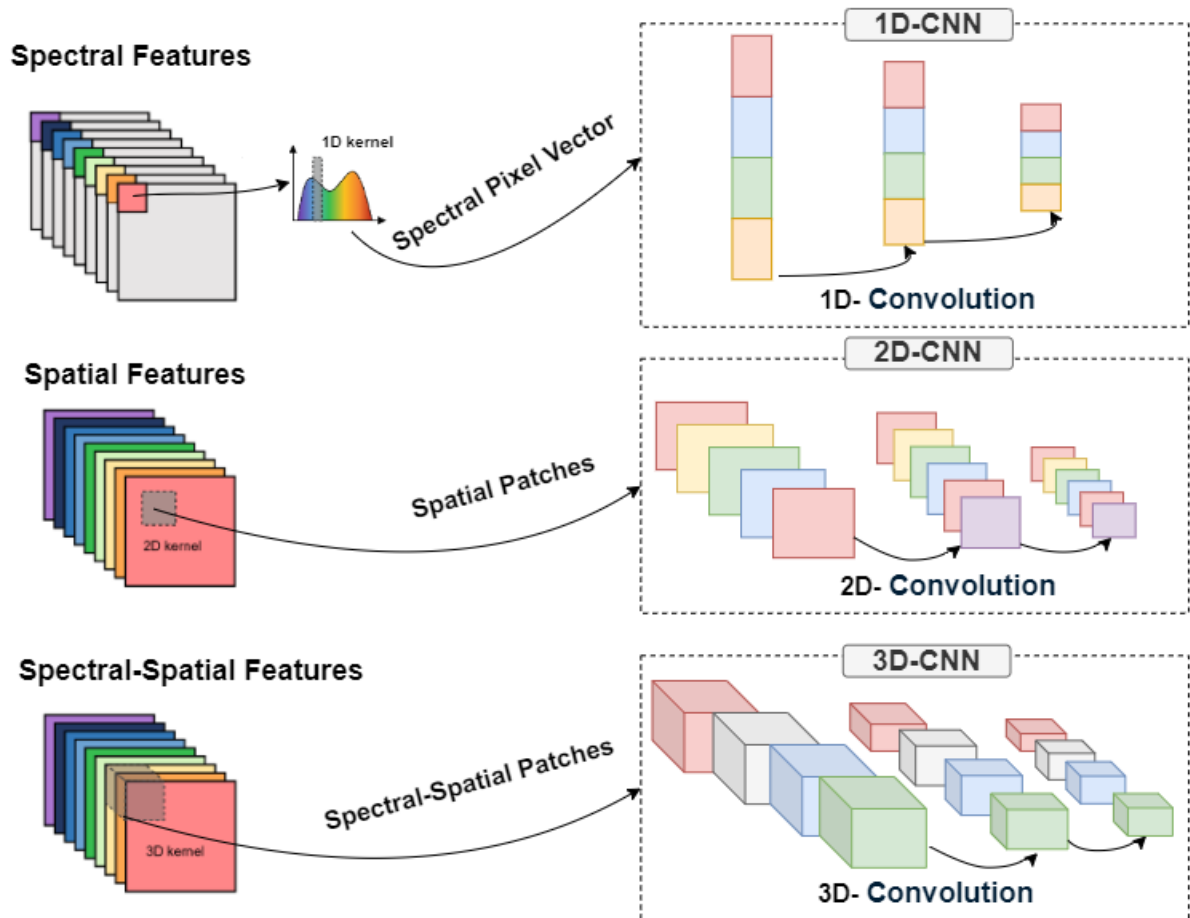 1D-CNN
Spectral Features
1D kernel
Spectral Pixel Vector
1D- Convolution
2D-CNN
Spatial Features
Spatial Patches
2D kernel
2D- Convolution
3D-CNN
Spectral-Spatial Features
Spectral-Spatial Patches
3D kernel
3D- Convolution